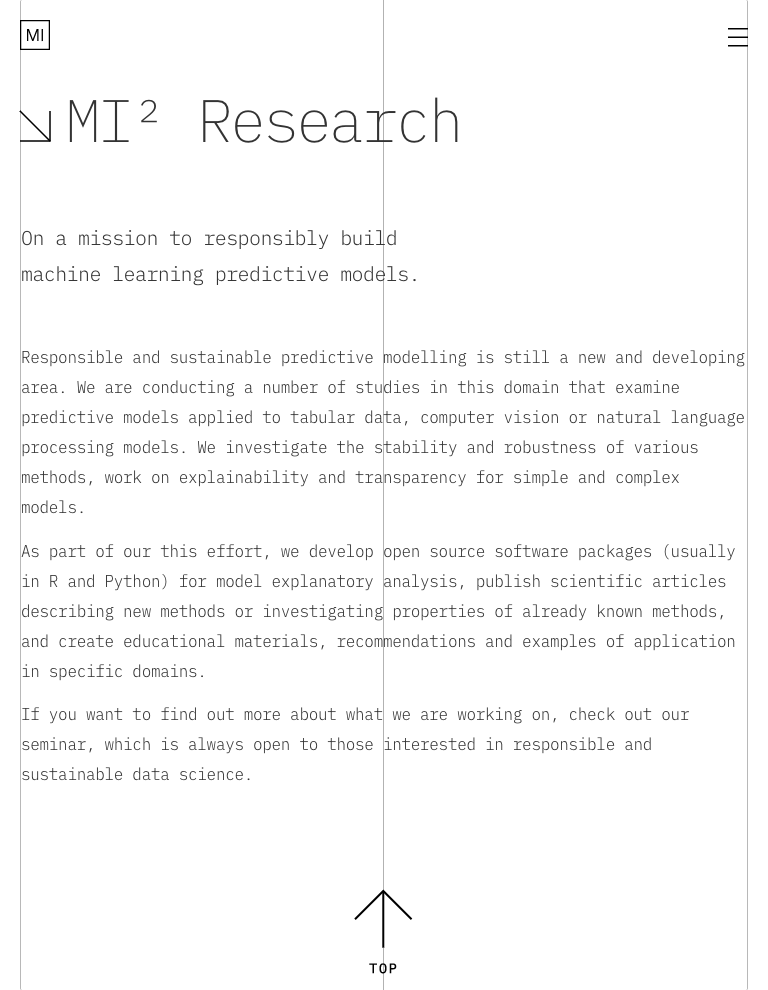 MI
MI² Research
On a mission to responsibly build
machine learning predictive models.
Responsible and sustainable predictive modelling is still a new and developing
area. We are conducting a number of studies in this domain that examine
predictive models applied to tabular data, computer vision or natural language
processing models. We investigate the stability and robustness of various
methods, work on explainability and transparency for simple and complex
models.
As part of our this effort, we develop open source software packages (usually
in R and Python) for model explanatory analysis, publish scientific articles
describing new methods or investigating properties of already known methods,
and create educational materials, recommendations and examples of application
in specific domains.
If you want to find out more about what we are working on, check out our
seminar, which is always open to those interested in responsible and
sustainable data science.
TOP